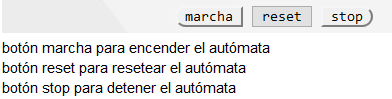 marcha reset stop
botón marcha para encender el autómata
botón reset para resetear el autómata
botón stop para detener el autómata